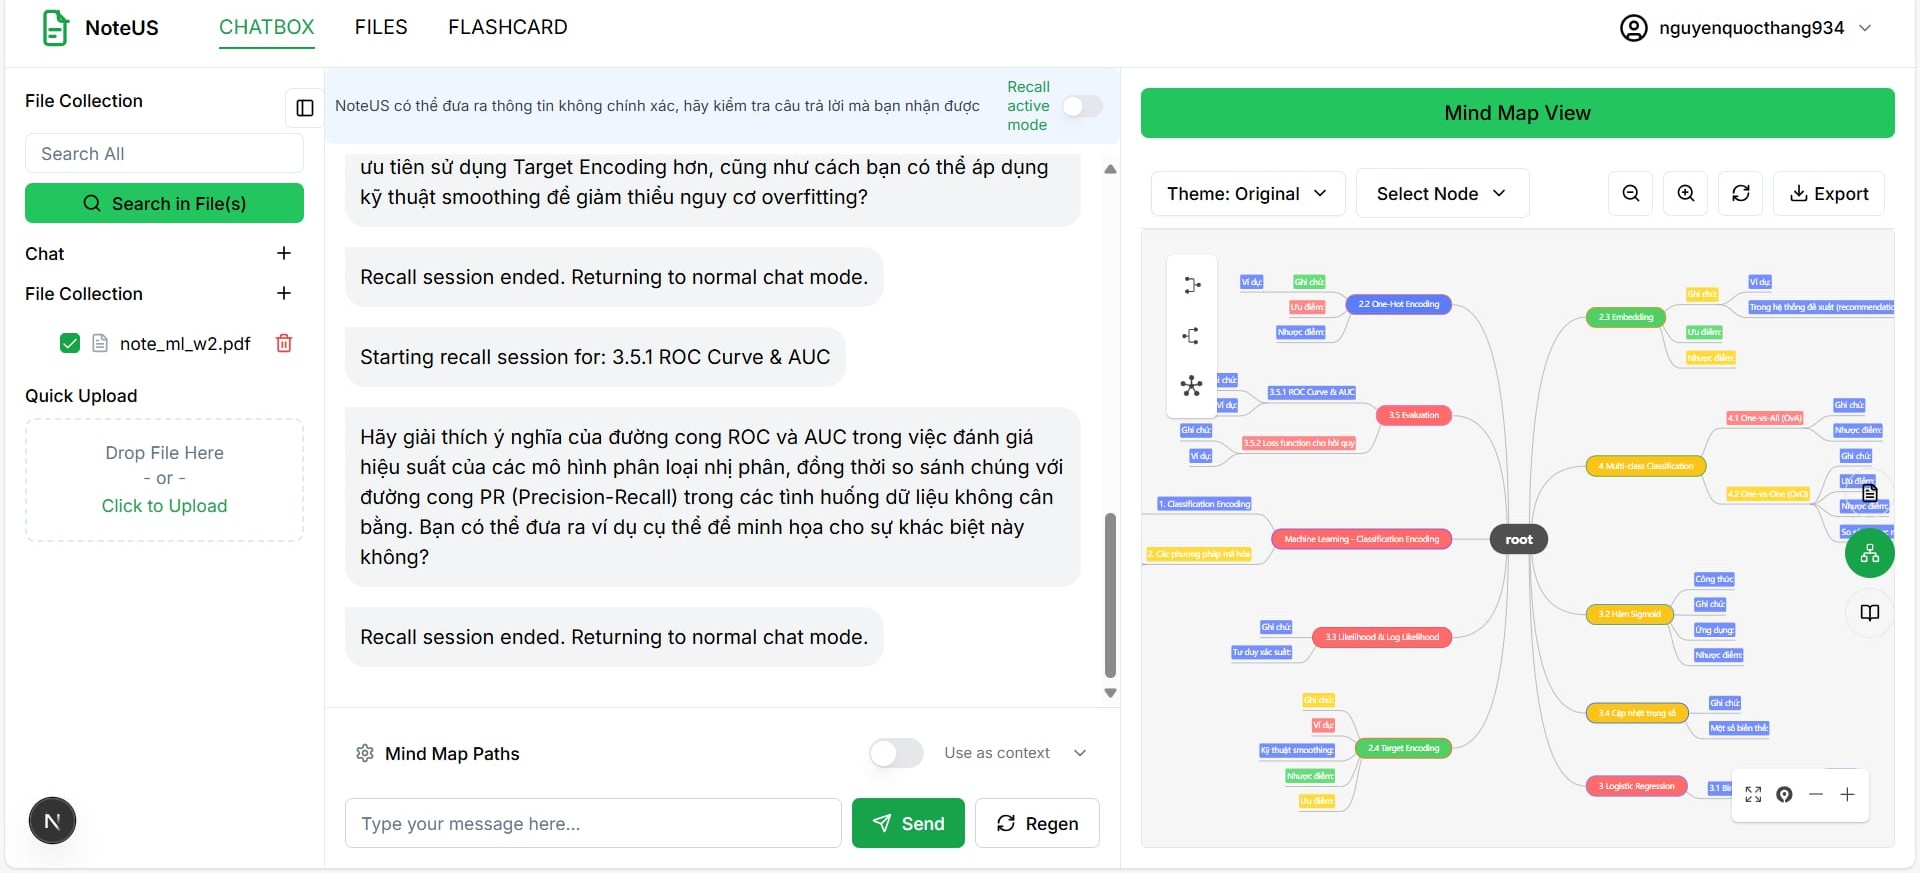 NoteUS
CHATBOX
FILES
FLASHCARD
nguyenquocthang934
File Collection
Search All
Search in File(s)
Chat
File Collection
note_ml_w2.pdf
Quick Upload
Drop File Here
- or -
Click to Upload
N
NoteUS có thể đưa ra thông tin không chính xác, hãy kiểm tra câu trả lời mà bạn nhận được
Recall
active
mode
ưu tiên sử dụng Target Encoding hơn, cũng như cách bạn có thể áp dụng
kỹ thuật smoothing để giảm thiểu nguy cơ overfitting?
Recall session ended. Returning to normal chat mode.
Starting recall session for: 3.5.1 ROC Curve & AUC
Hãy giải thích ý nghĩa của đường cong ROC và AUC trong việc đánh giá
hiệu suất của các mô hình phân loại nhị phân, đồng thời so sánh chúng với
đường cong PR (Precision-Recall) trong các tình huống dữ liệu không cân
bằng. Bạn có thể đưa ra ví dụ cụ thể để minh họa cho sự khác biệt này
không?
Recall session ended. Returning to normal chat mode.
Mind Map Paths
Use as context
Type your message here...
Send
Regen
Mind Map View
Theme: Original
Select Node
Export
Ví dụ:
Ghi chú:
Ưu điểm:
Nhược điểm:
2.2 One-Hot Encoding
i chú:
Ví dụ:
3.5.1 ROC Curve & AUC
Ghi chú:
Ví dụ:
3.5.2 Loss function cho hồi quy
3.5 Evaluation
1. Classification Encoding
2. Các phương pháp mã hóa
Machine Learning - Classification Encoding
Ghi chú:
Tư duy xác suất:
3.3 Likelihood & Log Likelihood
Ghi chú:
Ví dụ:
Kỹ thuật smoothing:
Nhược điểm:
Ưu điểm:
2.4 Target Encoding
root
2.3 Embedding
Ghi chú:
Ví dụ:
Trong hệ thống đề xuất (recommendatio
Ưu điểm:
Nhược điểm:
4 Multi-class Classification
4.1 One-vs-All (OvA)
Ghi chú:
Nhược điểm:
4.2 One-vs-One (OvO)
Ghi chú:
Ưu điểm:
Nhược điểm:
3.2 Hàm Sigmoid
Công thức:
Ghi chú:
Ứng dụng:
Nhược điểm:
3.4 Cập nhật trọng số
Ghi chú:
Một số biến thể:
3 Logistic Regression
3.1 Bin